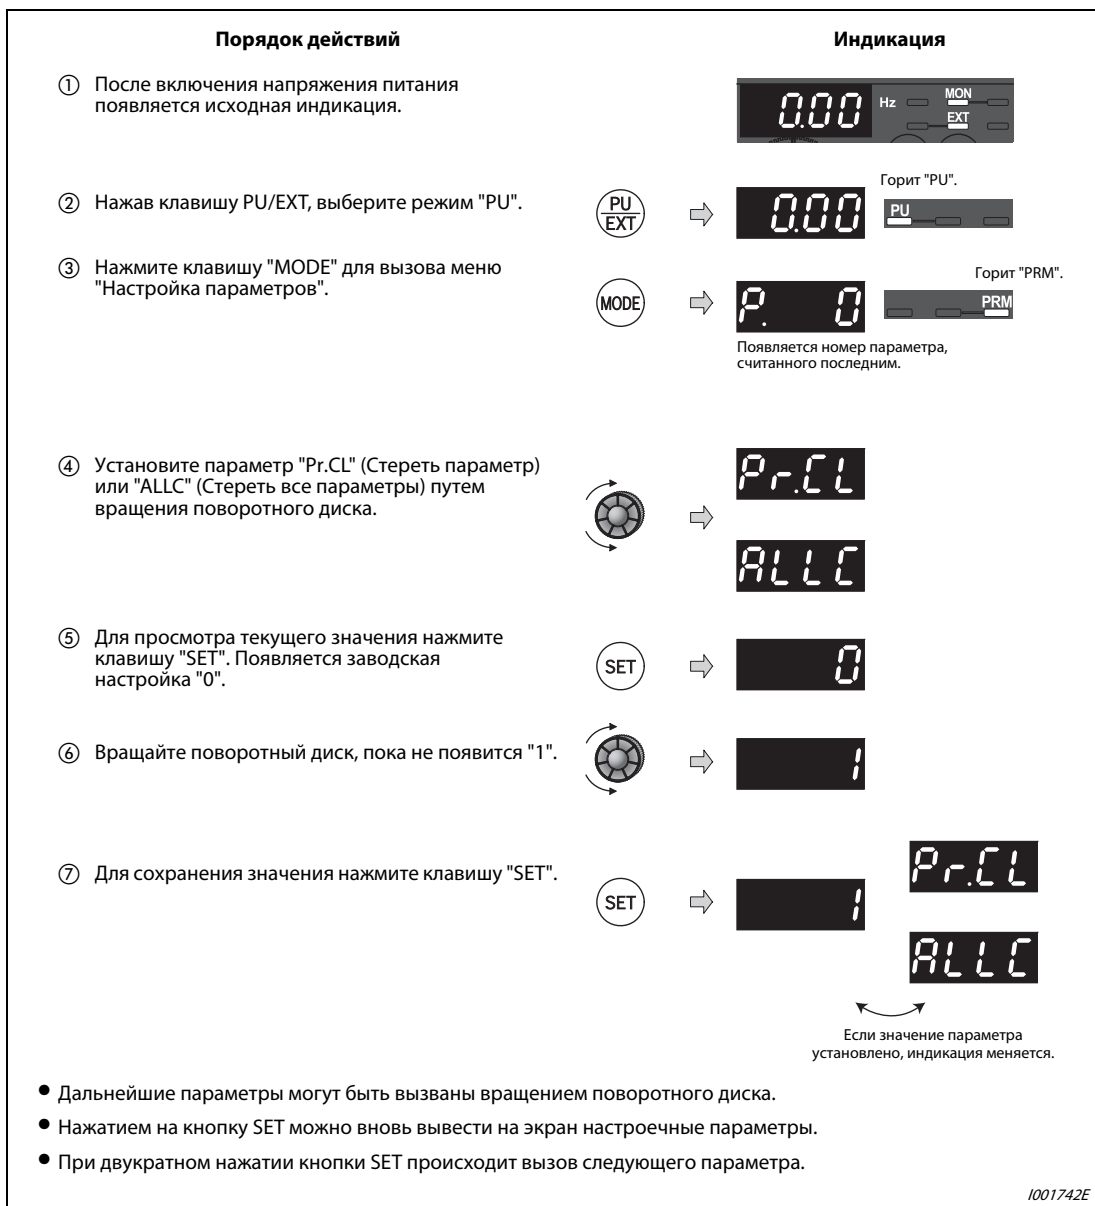 Порядок действий
Индикация
① После включения напряжения питания
появляется исходная индикация.
0.00 Hz MON
EXT
② Нажав клавишу PU/EXT, выберите режим "PU".
PU
EXT
0.00
Горит "PU".
PU
③ Нажмите клавишу "MODE" для вызова меню
"Настройка параметров".
MODE
P. 0
Горит "PRM".
PRM
Появляется номер параметра,
считанного последним.
④ Установите параметр "Pr.CL" (Стереть параметр)
или "ALLC" (Стереть все параметры) путем
вращения поворотного диска.
Pr.CL
ALLC
⑤ Для просмотра текущего значения нажмите
клавишу "SET". Появляется заводская
настройка "0".
SET
0
⑥ Вращайте поворотный диск, пока не появится "1".
1
⑦ Для сохранения значения нажмите клавишу "SET".
SET
1
Pr.CL
ALLC
Если значение параметра
установлено, индикация меняется.
● Дальнейшие параметры могут быть вызваны вращением поворотного диска.
● Нажатием на кнопку SET можно вновь вывести на экран настроечные параметры.
● При двукратном нажатии кнопки SET происходит вызов следующего параметра.
I001742E